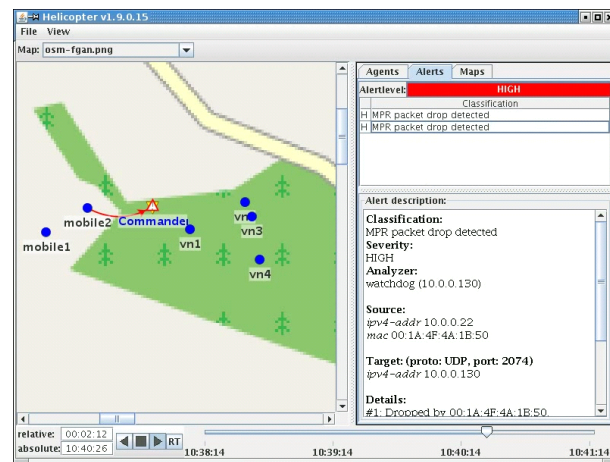 Helicopter v1.9.0.15
File View
Map: osm-fgan.png
mobile2
Commander
mobile1
vn1
vn3
vn4
Agents Alerts Maps
Alertlevel: HIGH
Classification
H MPR packet drop detected
H MPR packet drop detected
Alert description:
Classification:
MPR packet drop detected
Severity:
HIGH
Analyzer:
watchdog (10.0.0.130)
Source:
ipv4-addr 10.0.0.22
mac 00:1A:4F:4A:1B:50
Target: (proto: UDP, port: 2074)
ipv4-addr 10.0.0.130
Details:
#1: Dropped by 00:1A:4F:4A:1B:50.
relative: 00:02:12
absolute: 10:40:26
RT
10:38:14 10:39:14 10:40:14 10:41:14